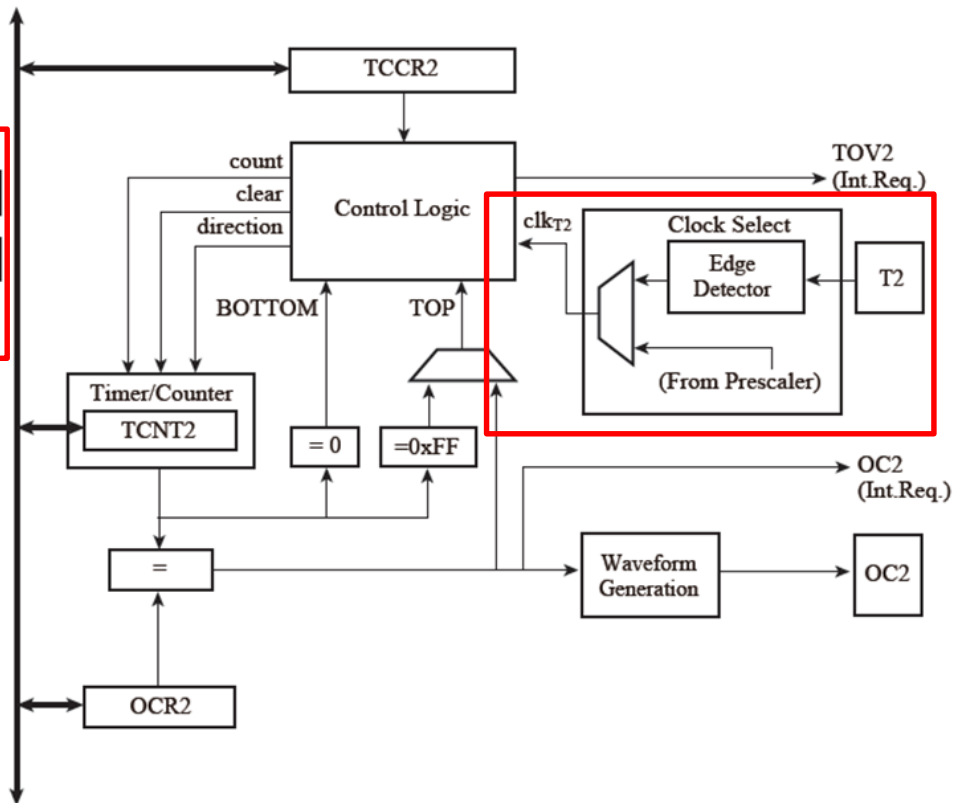 TCCR2
count
clear
direction
Control Logic
TOV2
(Int.Req.)
clkT2
Clock Select
Edge
Detector
T2
BOTTOM
TOP
(From Prescaler)
Timer/Counter
TCNT2
= 0
=0xFF
OC2
(Int.Req.)
=
Waveform
Generation
OC2
OCR2